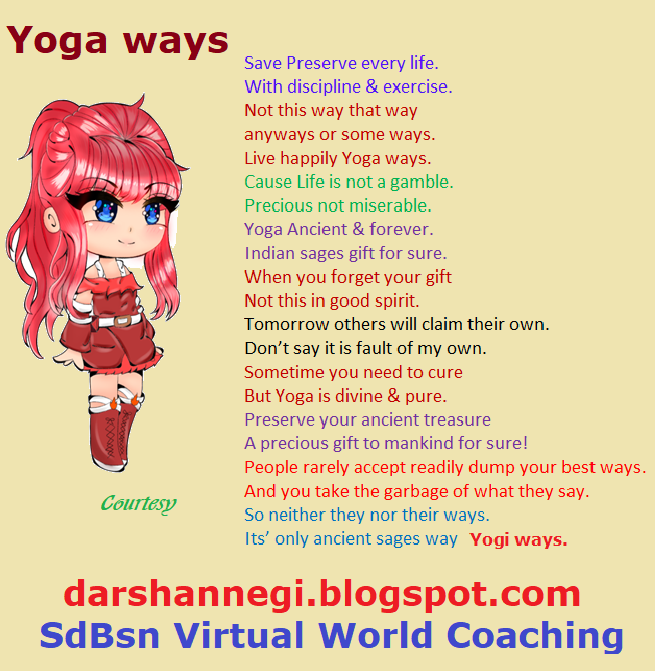 Yoga ways
Save Preserve every life.
With discipline & exercise.
Not this way that way
anyways or some ways.
Live happily Yoga ways.
Cause Life is not a gamble.
Precious not miserable.
Yoga Ancient & forever.
Indian sages gift for sure.
When you forget your gift
Not this in good spirit.
Tomorrow others will claim their own.
Don’t say it is fault of my own.
Sometime you need to cure
But Yoga is divine & pure.
Preserve your ancient treasure
A precious gift to mankind for sure!
People rarely accept readily dump your best ways.
And you take the garbage of what they say.
So neither they nor their ways.
Its’ only ancient sages way Yogi ways.
Courtesy
darshannegi.blogspot.com
SdBsn Virtual World Coaching